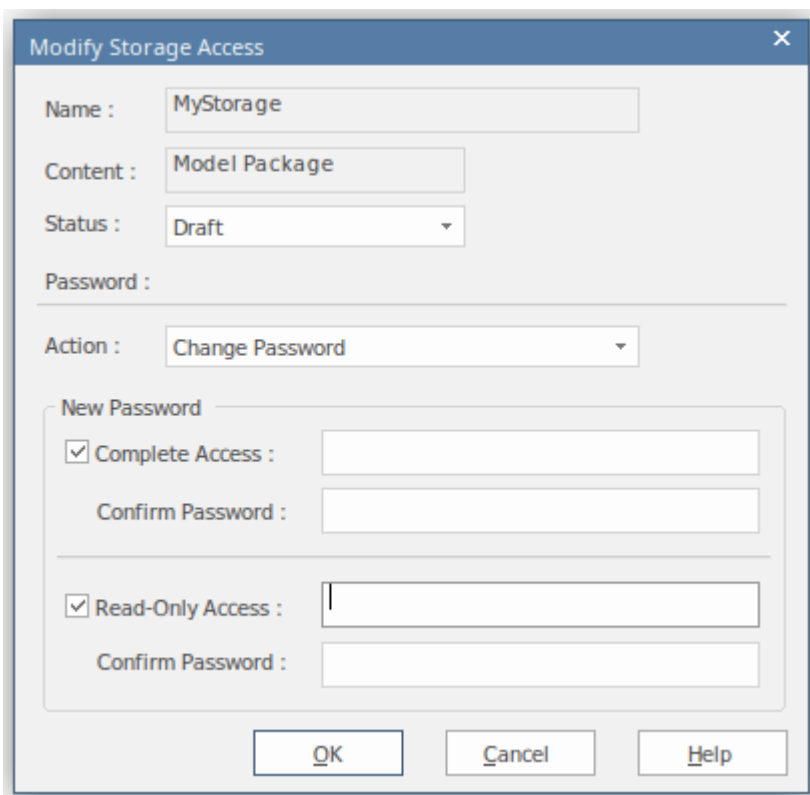 Modify Storage Access
Name : MyStorage
Content : Model Package
Status : Draft
Password :
Action : Change Password
New Password
Complete Access :
Confirm Password :
Read-Only Access :
Confirm Password :
OK Cancel Help